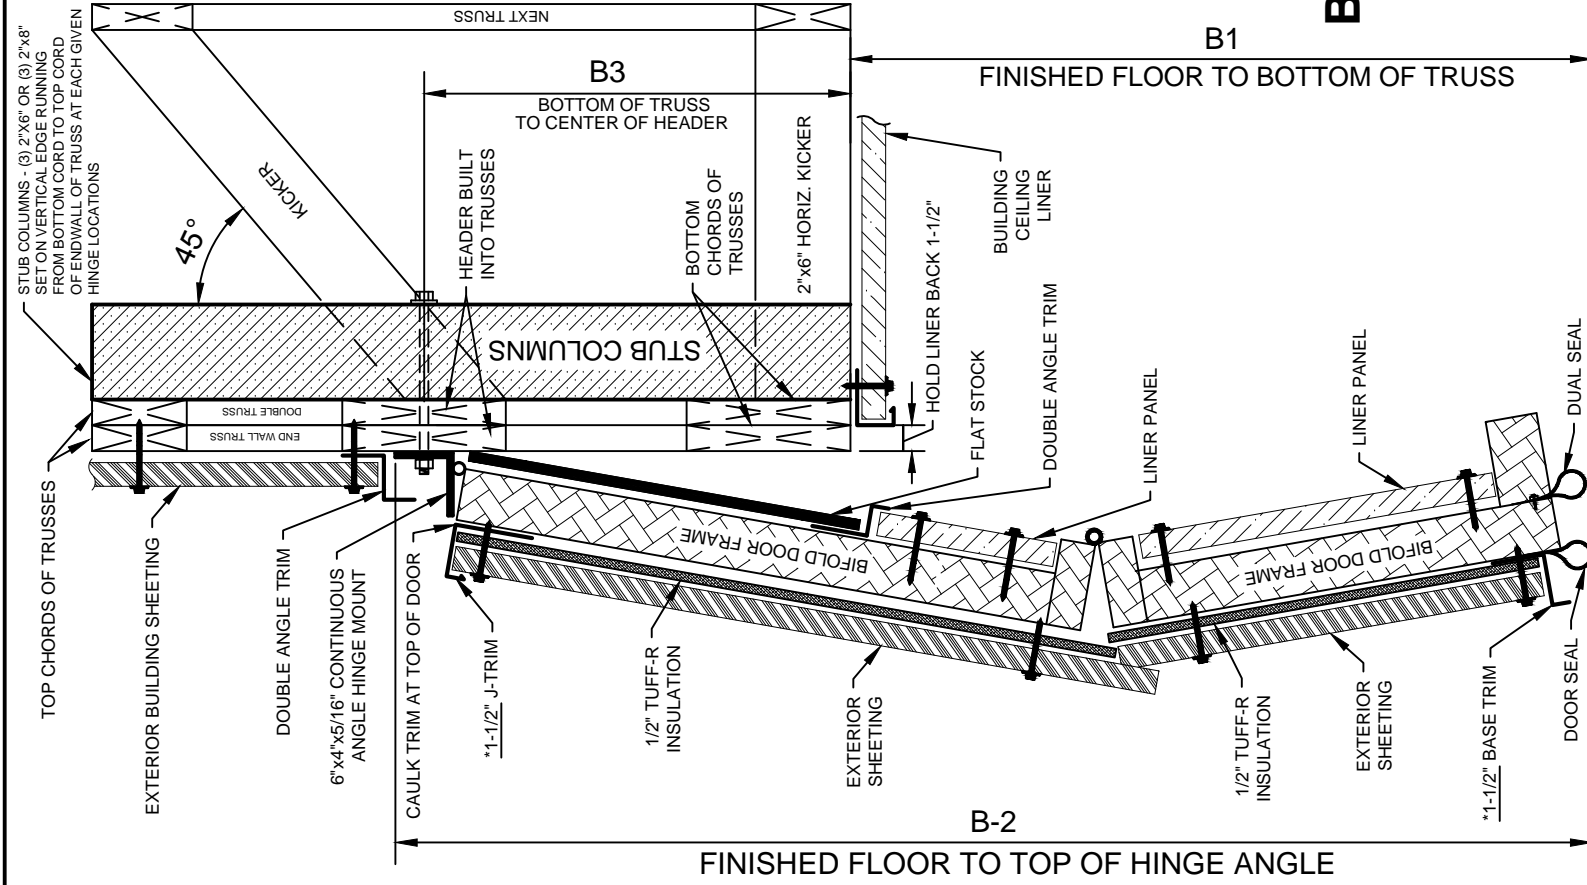 STUB COLUMNS - (3) 2"X6" OR (3) 2"x8"
SET ON VERTICAL EDGE RUNNING
FROM BOTTOM CORD TO TOP CORD
OF ENDWALL OF TRUSS AT EACH GIVEN
HINGE LOCATIONS
NEXT TRUSS
B
B1
FINISHED FLOOR TO BOTTOM OF TRUSS
B3
BOTTOM OF TRUSS
TO CENTER OF HEADER
KICKER
45°
HEADER BUILT
INTO TRUSSES
BOTTOM
CHORDS OF
TRUSSES
2"x6" HORIZ. KICKER
BUILDING
CEILING
LINER
STUB COLUMNS
DOUBLE TRUSS
END WALL TRUSS
HOLD LINER BACK 1-1/2"
FLAT STOCK
DOUBLE ANGLE TRIM
LINER PANEL
LINER PANEL
DUAL SEAL
TOP CHORDS OF TRUSSES
EXTERIOR BUILDING SHEETING
DOUBLE ANGLE TRIM
6"x4"x5/16" CONTINUOUS
ANGLE HINGE MOUNT
CAULK TRIM AT TOP OF DOOR
*1-1/2" J-TRIM
BIFOLD DOOR FRAME
BIFOLD DOOR FRAME
1/2" TUFF-R
INSULATION
EXTERIOR
SHEETING
1/2" TUFF-R
INSULATION
EXTERIOR
SHEETING
*1-1/2" BASE TRIM
DOOR SEAL
B-2
FINISHED FLOOR TO TOP OF HINGE ANGLE